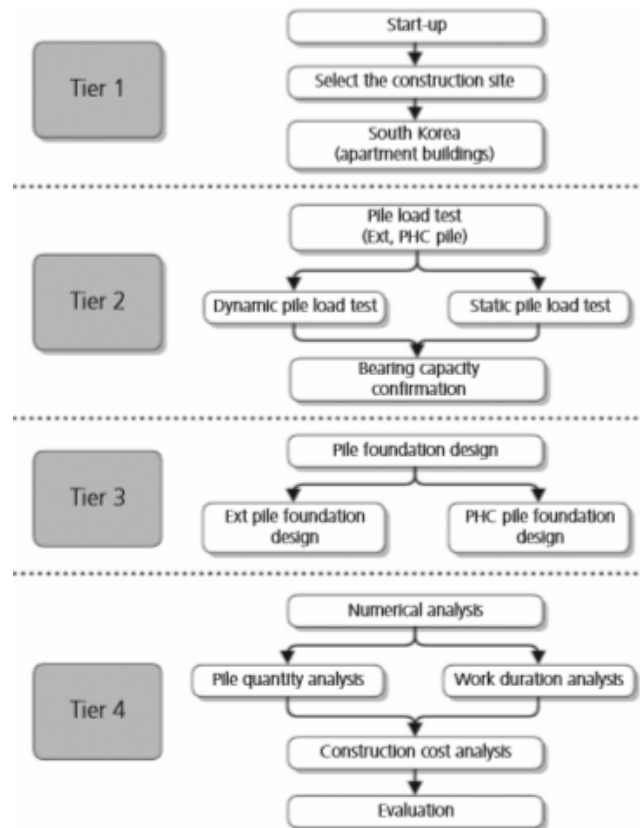 Start-up
Tier 1
Select the construction site
South Korea
(apartment buildings)
Pile load test
(Ext, PHC pile)
Tier 2
Dynamic pile load test
Static pile load test
Bearing capacity
confirmation
Pile foundation design
Tier 3
Ext pile foundation
design
PHC pile foundation
design
Numerical analysis
Pile quantity analysis
Work duration analysis
Tier 4
Construction cost analysis
Evaluation